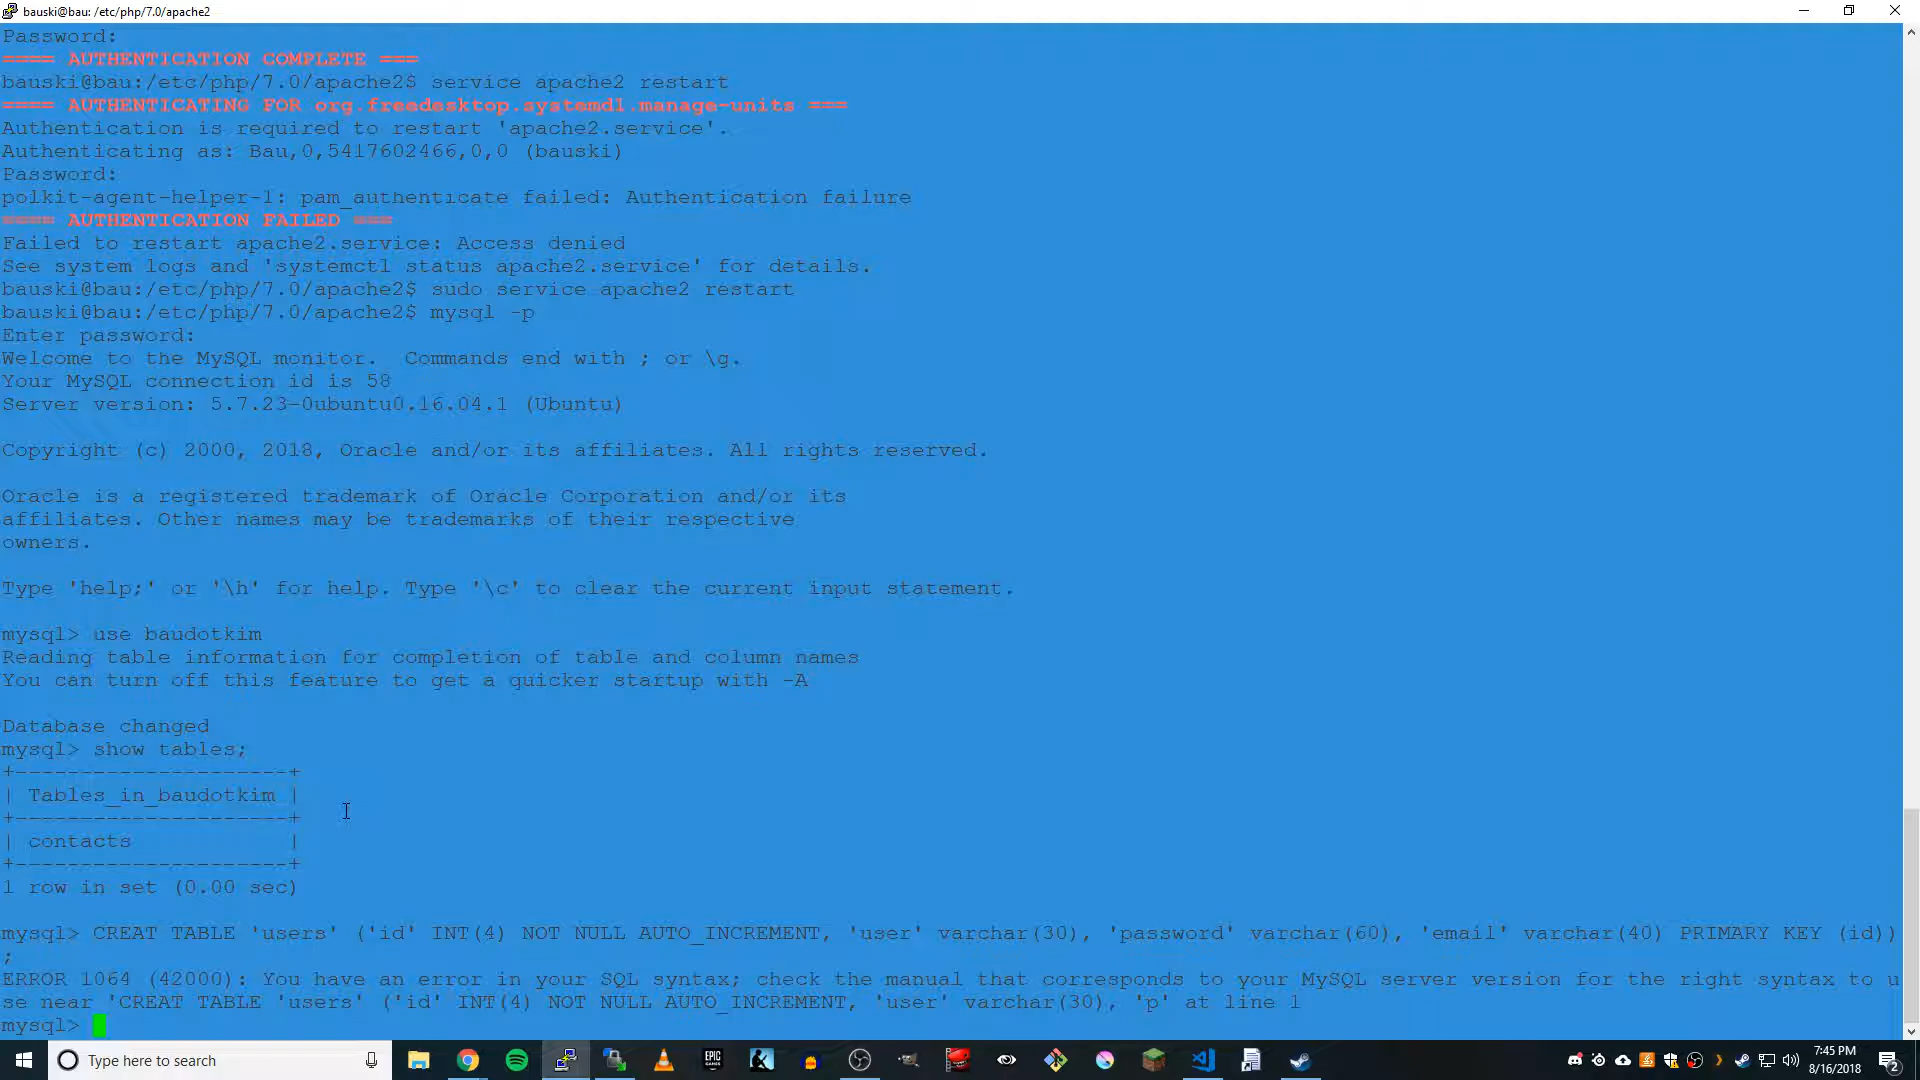 bauski@bau: /etc/php/7.0/apache2
Password:
==== AUTHENTICATION COMPLETE ===
bauski@bau:/etc/php/7.0/apache2$ service apache2 restart
==== AUTHENTICATING FOR org.freedesktop.systemd1.manage-units ===
Authentication is required to restart 'apache2.service'.
Authenticating as: Bau,0,5417602466,0,0 (bauski)
Password:
polkit-agent-helper-1: pam_authenticate failed: Authentication failure
==== AUTHENTICATION FAILED ===
Failed to restart apache2.service: Access denied
See system logs and 'systemctl status apache2.service' for details.
bauski@bau:/etc/php/7.0/apache2$ sudo service apache2 restart
bauski@bau:/etc/php/7.0/apache2$ mysql -p
Enter password:
Welcome to the MySQL monitor.  Commands end with ; or \g.
Your MySQL connection id is 58
Server version: 5.7.23-0ubuntu0.16.04.1 (Ubuntu)
Copyright (c) 2000, 2018, Oracle and/or its affiliates. All rights reserved.
Oracle is a registered trademark of Oracle Corporation and/or its
affiliates. Other names may be trademarks of their respective
owners.
Type 'help;' or '\h' for help. Type '\c' to clear the current input statement.
mysql> use baudotkim
Reading table information for completion of table and column names
You can turn off this feature to get a quicker startup with -A
Database changed
mysql> show tables;
+---------------------+
| Tables_in_baudotkim |
+---------------------+
| contacts            |
+---------------------+
1 row in set (0.00 sec)
mysql> CREAT TABLE 'users' ('id' INT(4) NOT NULL AUTO_INCREMENT, 'user' varchar(30), 'password' varchar(60), 'email' varchar(40) PRIMARY KEY (id))
;
ERROR 1064 (42000): You have an error in your SQL syntax; check the manual that corresponds to your MySQL server version for the right syntax to u
se near 'CREAT TABLE 'users' ('id' INT(4) NOT NULL AUTO_INCREMENT, 'user' varchar(30), 'p' at line 1
mysql>
Type here to search
EPIC GAMES
7:45 PM
8/16/2018
2